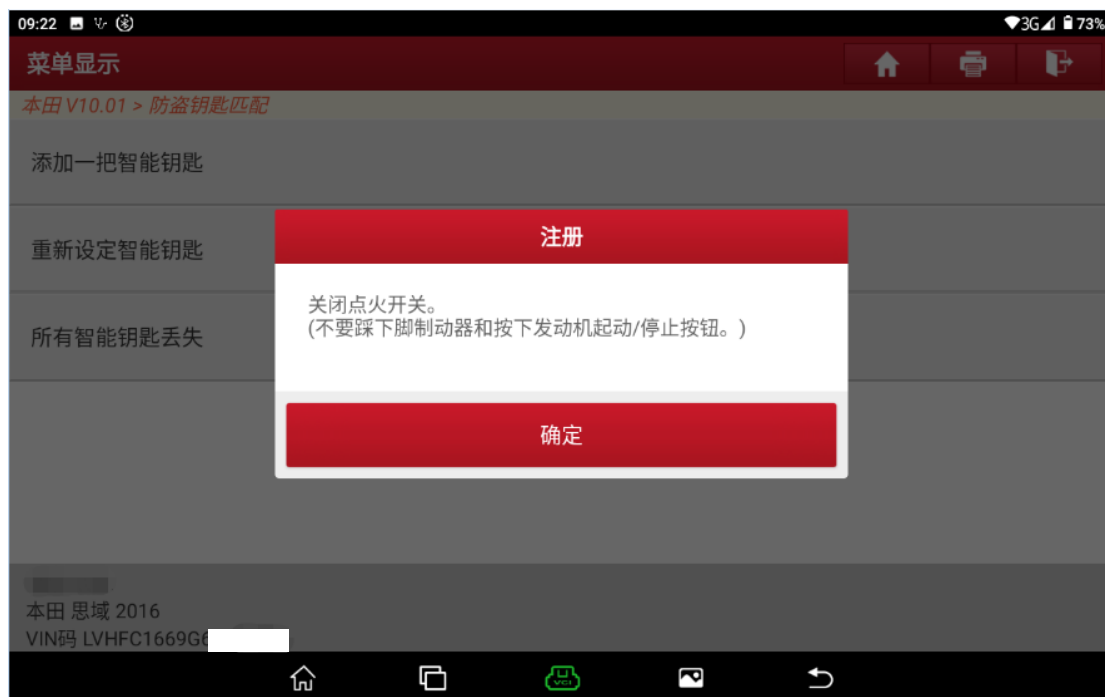 09:22
3G 73%
菜单显示
本田 V10.01 > 防盗钥匙匹配
添加一把智能钥匙
重新设定智能钥匙
所有智能钥匙丢失
注册
关闭点火开关。
(不要踩下脚制动器和按下发动机起动/停止按钮。)
确定
本田 思域 2016
VIN码 LVHFC1669G6
VCI